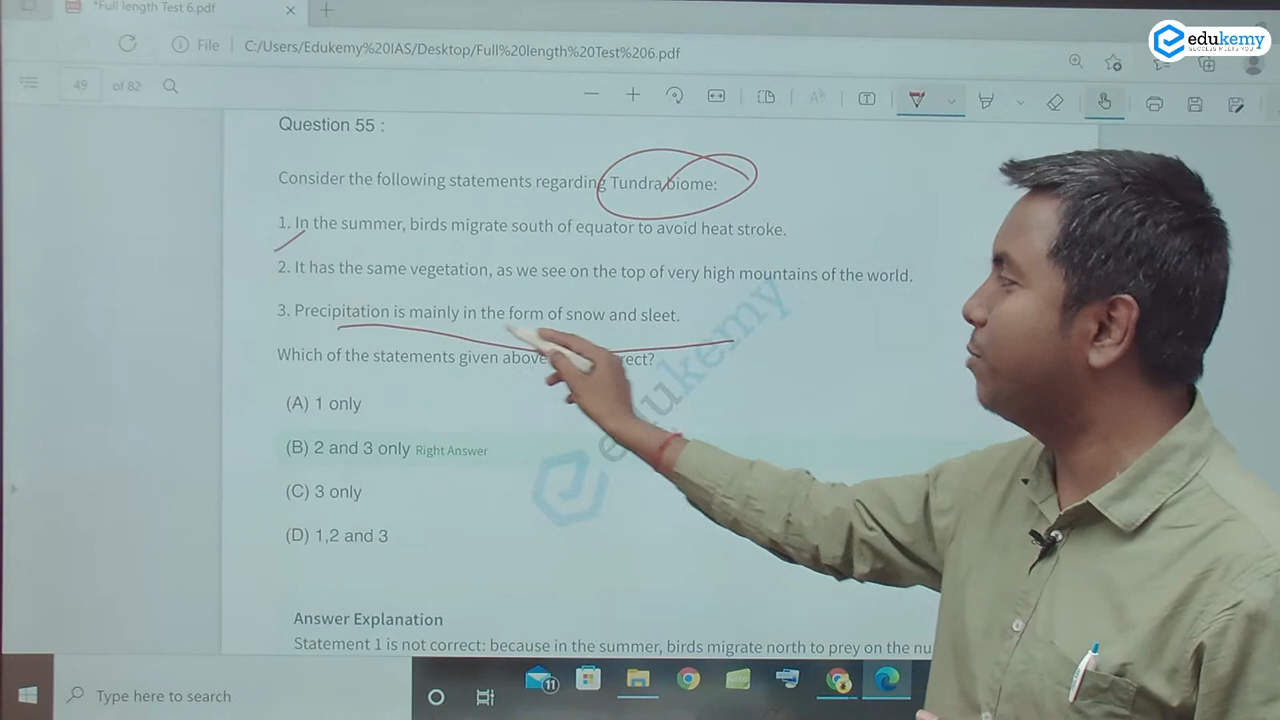 *Full length Test 6.pdf
edukemy
SUCCESS MEETS YOU
File C:/Users/Edukemy%20IAS/Desktop/Full%20length%20Test%206.pdf
49 of 82
Question 55 :
Consider the following statements regarding Tundra biome:
1. In the summer, birds migrate south of equator to avoid heat stroke.
2. It has the same vegetation, as we see on the top of very high mountains of the world.
3. Precipitation is mainly in the form of snow and sleet.
Which of the statements given above
(A) 1 only
(B) 2 and 3 only Right Answer
(C) 3 only
(D) 1,2 and 3
edukemy
Answer Explanation
Statement 1 is not correct: because in the summer, birds migrate north to prey on the
Type here to search
11